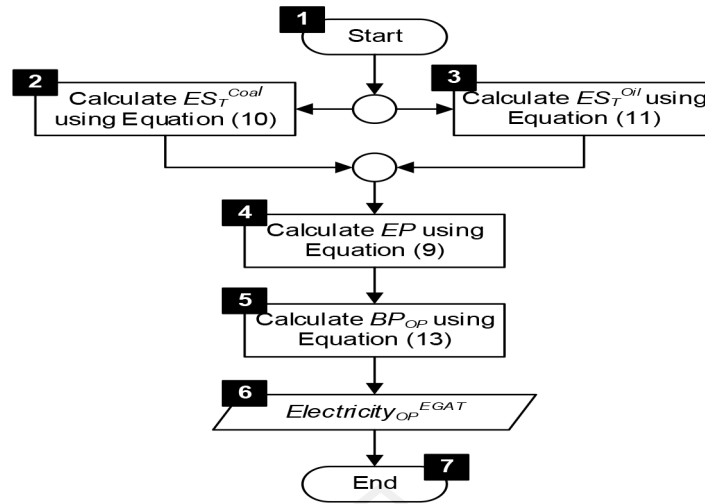 1
Start
2
Calculate ES_T^Coal
using Equation (10)
3
Calculate ES_T^Oil using
Equation (11)
4
Calculate EP using
Equation (9)
5
Calculate BP_OP using
Equation (13)
6
Electricity_OP^EGAT
7
End